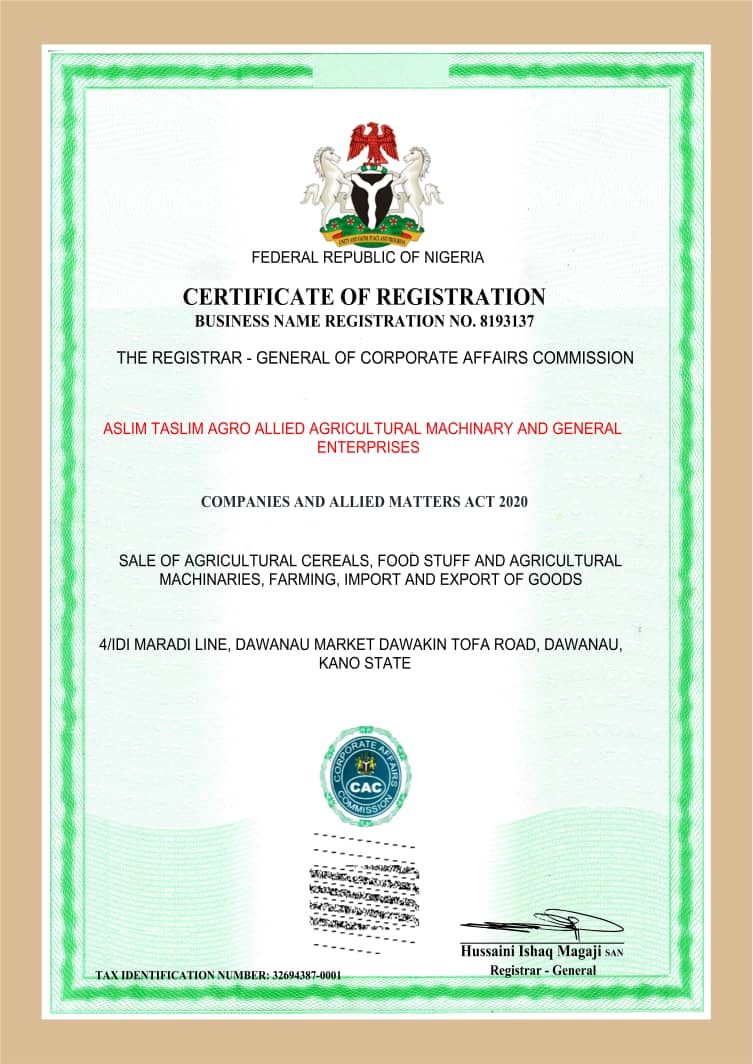 UNITY AND FAITH, PEACE AND PROGRESS
FEDERAL REPUBLIC OF NIGERIA
CERTIFICATE OF REGISTRATION
BUSINESS NAME REGISTRATION NO. 8193137
THE REGISTRAR - GENERAL OF CORPORATE AFFAIRS COMMISSION
ASLIM TASLIM AGRO ALLIED AGRICULTURAL MACHINARY AND GENERAL
ENTERPRISES
COMPANIES AND ALLIED MATTERS ACT 2020
SALE OF AGRICULTURAL CEREALS, FOOD STUFF AND AGRICULTURAL
MACHINARIES, FARMING, IMPORT AND EXPORT OF GOODS
4/IDI MARADI LINE, DAWANAU MARKET DAWAKIN TOFA ROAD, DAWANAU,
KANO STATE
CORPORATE AFFAIRS
CAC
COMMISSION
Hussaini Ishaq Magaji SAN
Registrar - General
TAX IDENTIFICATION NUMBER: 32694387-0001